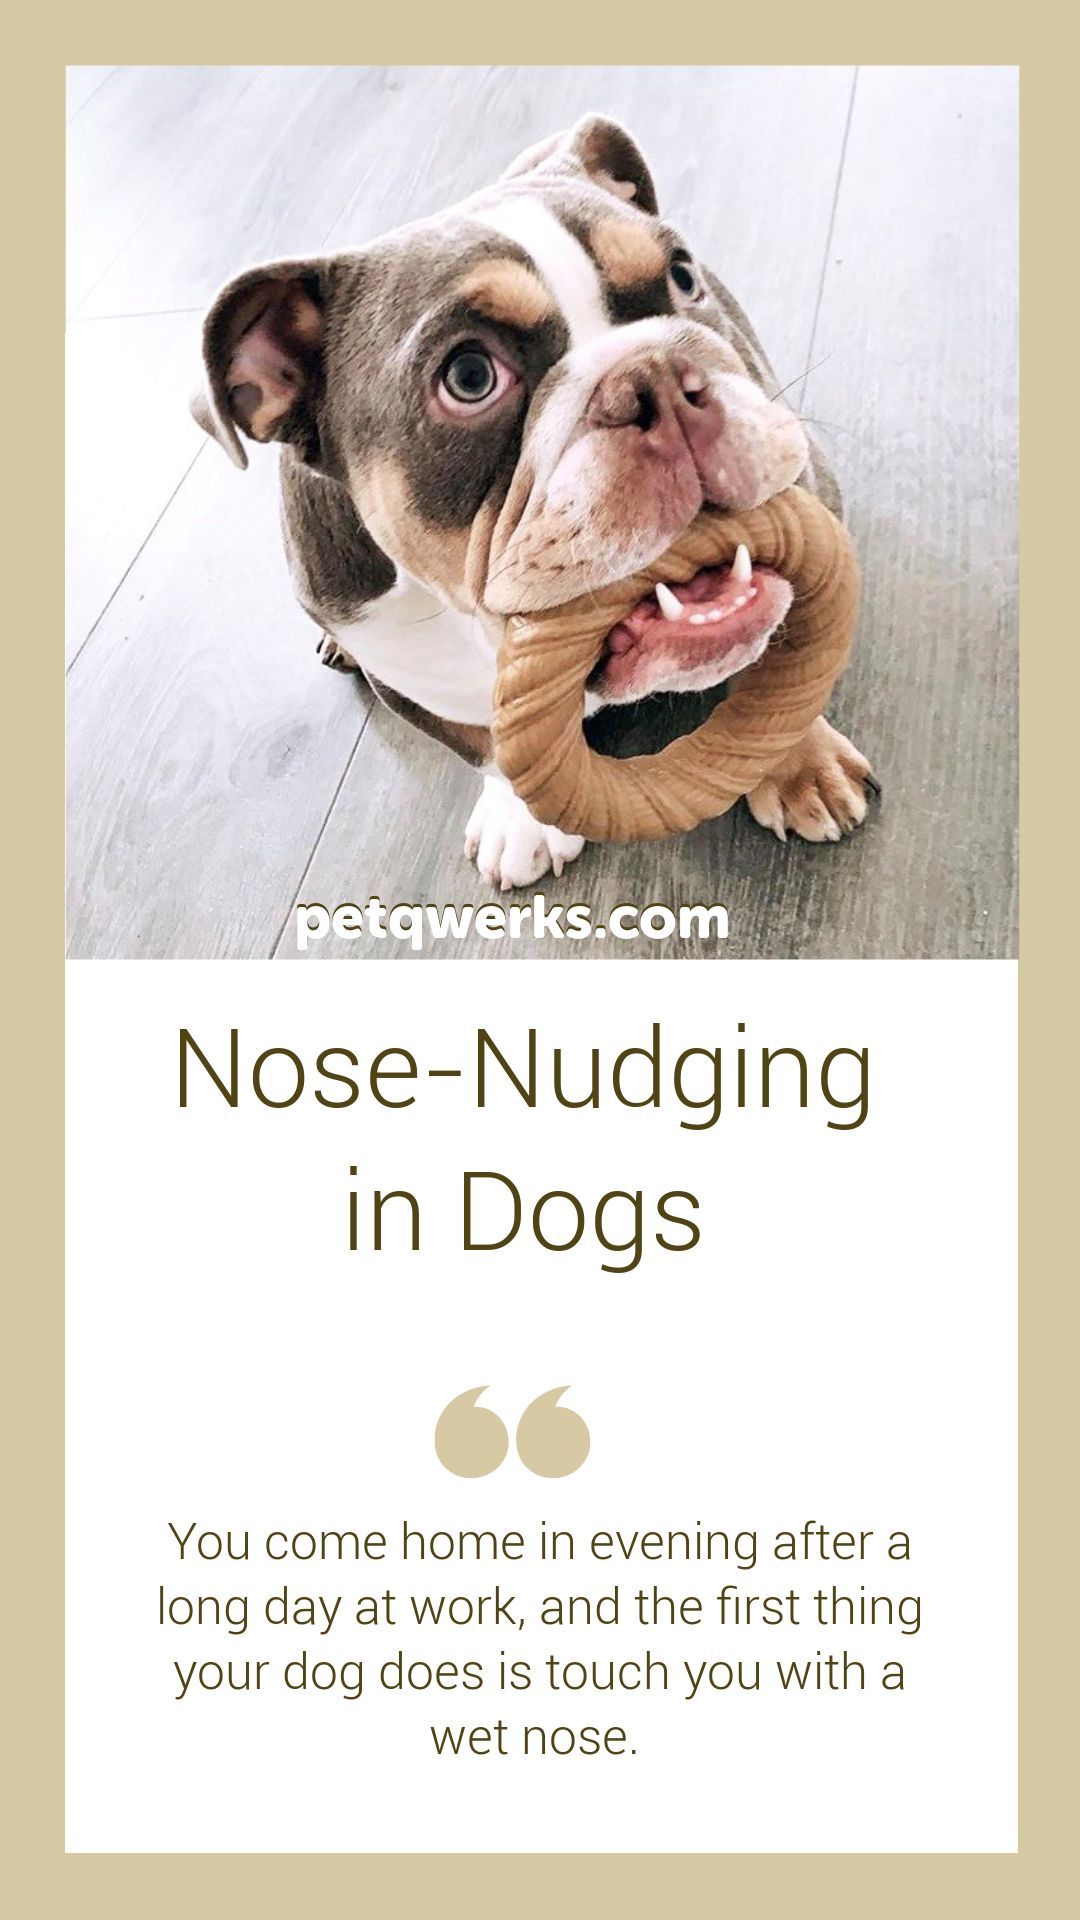 petqwerks.com
Nose-Nudging
in Dogs
You come home in evening after a
long day at work, and the first thing
your dog does is touch you with a
wet nose.